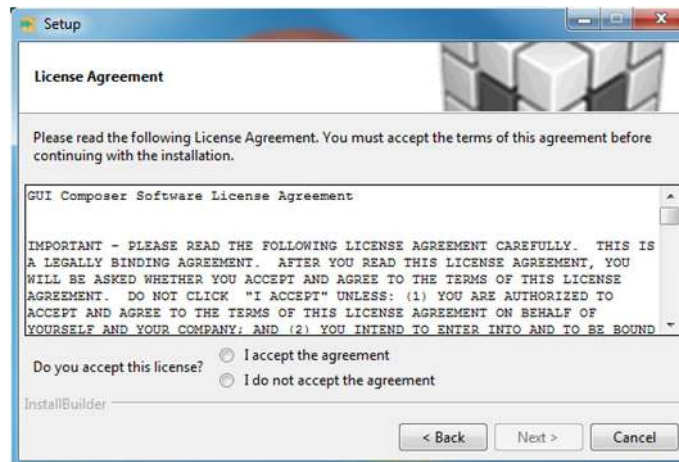 Setup
License Agreement
Please read the following License Agreement. You must accept the terms of this agreement before
continuing with the installation.
GUI Composer Software License Agreement
IMPORTANT - PLEASE READ THE FOLLOWING LICENSE AGREEMENT CAREFULLY. THIS IS
A LEGALLY BINDING AGREEMENT. AFTER YOU READ THIS LICENSE AGREEMENT, YOU
WILL BE ASKED WHETHER YOU ACCEPT AND AGREE TO THE TERMS OF THIS LICENSE
AGREEMENT. DO NOT CLICK "I ACCEPT" UNLESS: (1) YOU ARE AUTHORIZED TO
ACCEPT AND AGREE TO THE TERMS OF THIS LICENSE AGREEMENT ON BEHALF OF
YOURSELF AND YOUR COMPANY; AND (2) YOU INTEND TO ENTER INTO AND TO BE BOUND
Do you accept this license?
I accept the agreement
I do not accept the agreement
InstallBuilder
< Back Next > Cancel